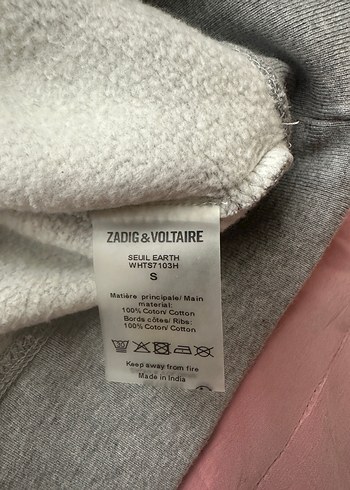 ZADIG&VOLTAIRE
SEUIL EARTH
WHTS7103H
S
Matière principale/ Main
material:
100% Coton/ Cotton
Bords côtes/ Ribs:
100% Coton/ Cotton
Keep away from fire
Made in India